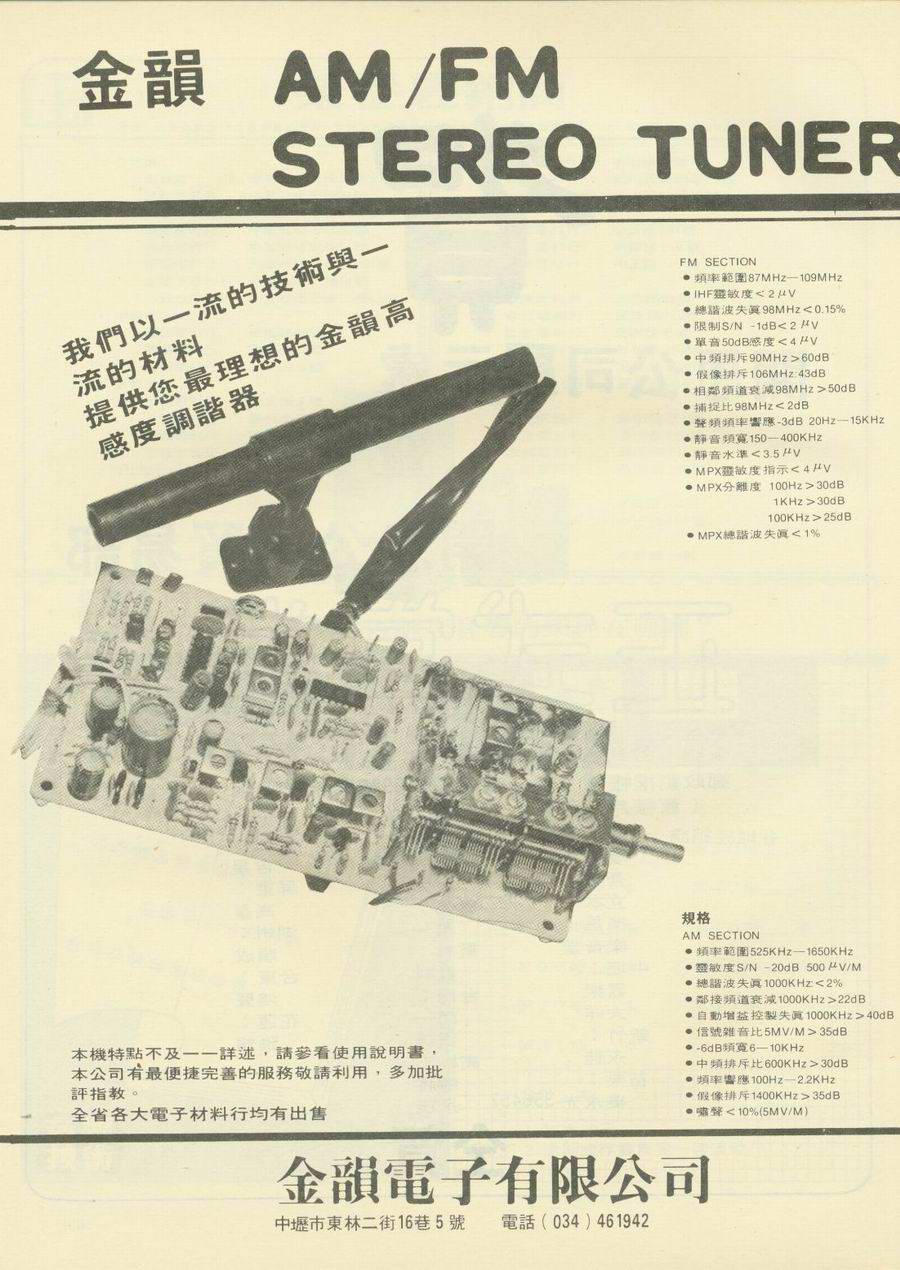 金韻 AM/FM
STEREO TUNER
我們以一流的技術與一
流的材料
提供您最理想的金韻高
感度調諧器
FM SECTION
● 頻率範圍87MHz—109MHz
● IHF靈敏度<2μV
● 總諧波失眞98MHz<0.15%
● 限制S/N -1dB<2μV
● 單音50dB感度<4μV
● 中頻排斥90MHz>60dB
● 假像排斥106MHz:43dB
● 相鄰頻道衰減98MHz>50dB
● 捕捉比98MHz<2dB
● 聲頻頻率響應-3dB 20Hz—15KHz
● 靜音頻寬150—400KHz
● 靜音水準<3.5μV
● MPX靈敏度指示<4μV
● MPX分離度 100Hz>30dB
1KHz>30dB
100KHz>25dB
● MPX總諧波失眞<1%
規格
AM SECTION
● 頻率範圍525KHz—1650KHz
● 靈敏度S/N -20dB 500μV/M
● 總諧波失眞1000KHz:<2%
● 鄰接頻道衰減1000KHz>22dB
● 自動增益控製失眞1000KHz>40dB
● 信號雜音比5MV/M>35dB
● -6dB頻寬6—10KHz
● 中頻排斥比600KHz>30dB
● 頻率響應100Hz—2.2KHz
● 假像排斥1400KHz>35dB
● 嘯聲<10%(5MV/M)
本機特點不及一一詳述，請參看使用說明書，
本公司有最便捷完善的服務敬請利用，多加批
評指教。
全省各大電子材料行均有出售
金韻電子有限公司
中壢市東林二街16巷5號 電話(034)461942